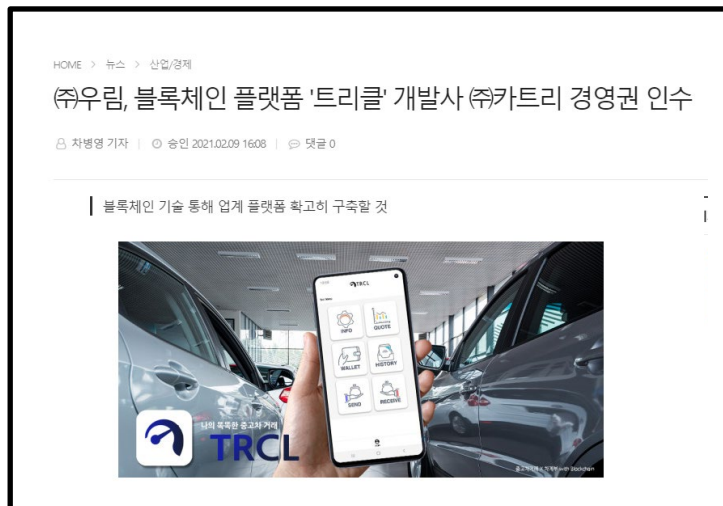 HOME > 뉴스 > 산업/경제
㈜우림, 블록체인 플랫폼 '트리클' 개발사 ㈜카트리 경영권 인수
차병영 기자 | 승인 2021.02.09 16:08 | 댓글 0
블록체인 기술 통해 업계 플랫폼 확고히 구축할 것
TRCL
INFO
QUOTE
WALLET
HISTORY
SEND
RECEIVE
나의 똑똑한 중고차 거래
TRCL
with Blockchain